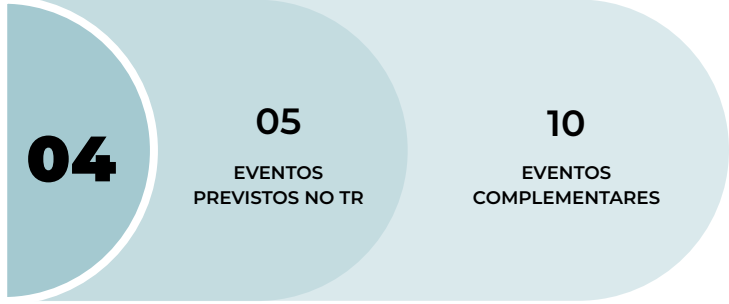 04
05
EVENTOS
PREVISTOS NO TR
10
EVENTOS
COMPLEMENTARES